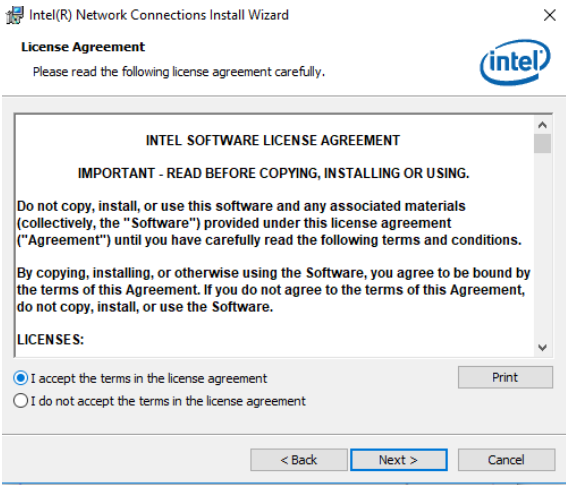 Intel(R) Network Connections Install Wizard
License Agreement
Please read the following license agreement carefully.
intel
INTEL SOFTWARE LICENSE AGREEMENT
IMPORTANT - READ BEFORE COPYING, INSTALLING OR USING.
Do not copy, install, or use this software and any associated materials
(collectively, the "Software") provided under this license agreement
("Agreement") until you have carefully read the following terms and conditions.
By copying, installing, or otherwise using the Software, you agree to be bound by
the terms of this Agreement. If you do not agree to the terms of this Agreement,
do not copy, install, or use the Software.
LICENSES:
I accept the terms in the license agreement
Print
I do not accept the terms in the license agreement
< Back
Next >
Cancel